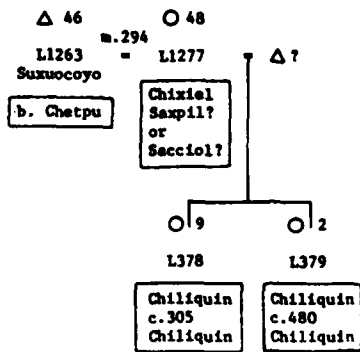 △ 46 ○ 48
m.294
L1263 = L1277 = △ ?
Suxuocoyo
b. Chetpu
Chixiel
Saxpil?
or
Sacciol?
○ 9 ○ 2
L378 L379
Chiliquin
c.305
Chiliquin
Chiliquin
c.480
Chiliquin